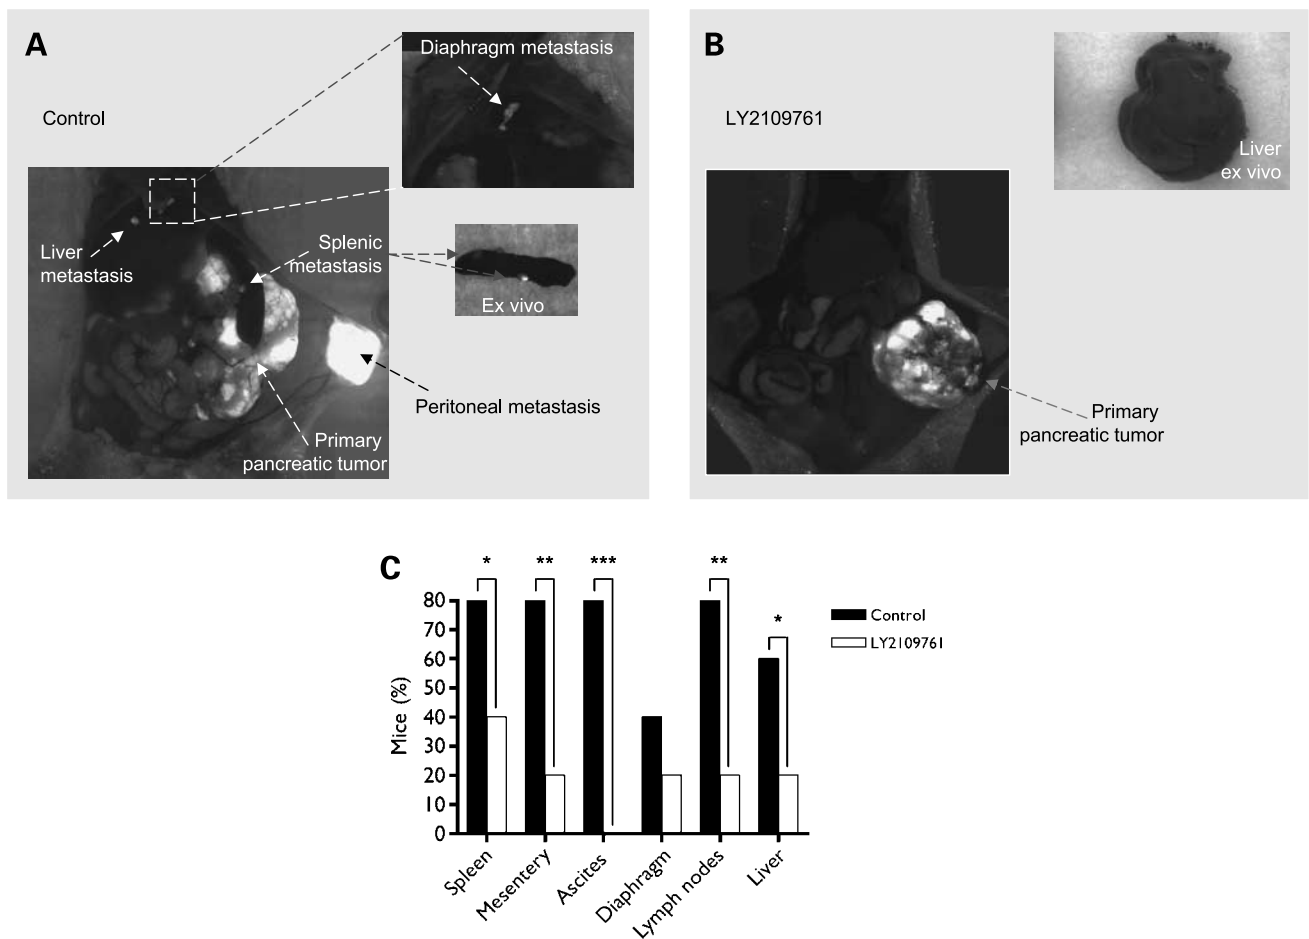 A
Control
Diaphragm metastasis
Liver
metastasis
Splenic
metastasis
Ex vivo
Peritoneal metastasis
Primary
pancreatic tumor
B
LY2109761
Liver
ex vivo
Primary
pancreatic tumor
C
* ** *** ** *
80
70
60
50
40
30
20
10
0
Mice (%)
Spleen
Mesentery
Ascites
Diaphragm
Lymph nodes
Liver
Control
LY2109761